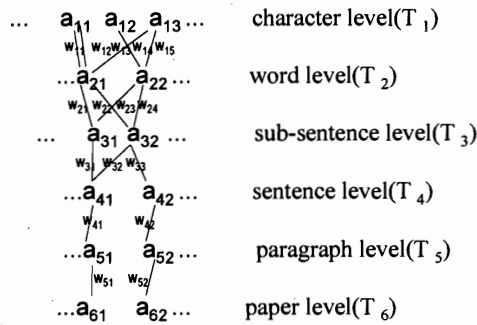 ... a11 a12 a13 ... character level(T 1)
w11 w12 w13 w14 w15
... a21 a22 ... word level(T 2)
w21 w22 w23 w24
... a31 a32 ... sub-sentence level(T 3)
w31 w32 w33
... a41 a42 ... sentence level(T 4)
w41 w42
... a51 a52 ... paragraph level(T 5)
w51 w52
... a61 a62 ... paper level(T 6)